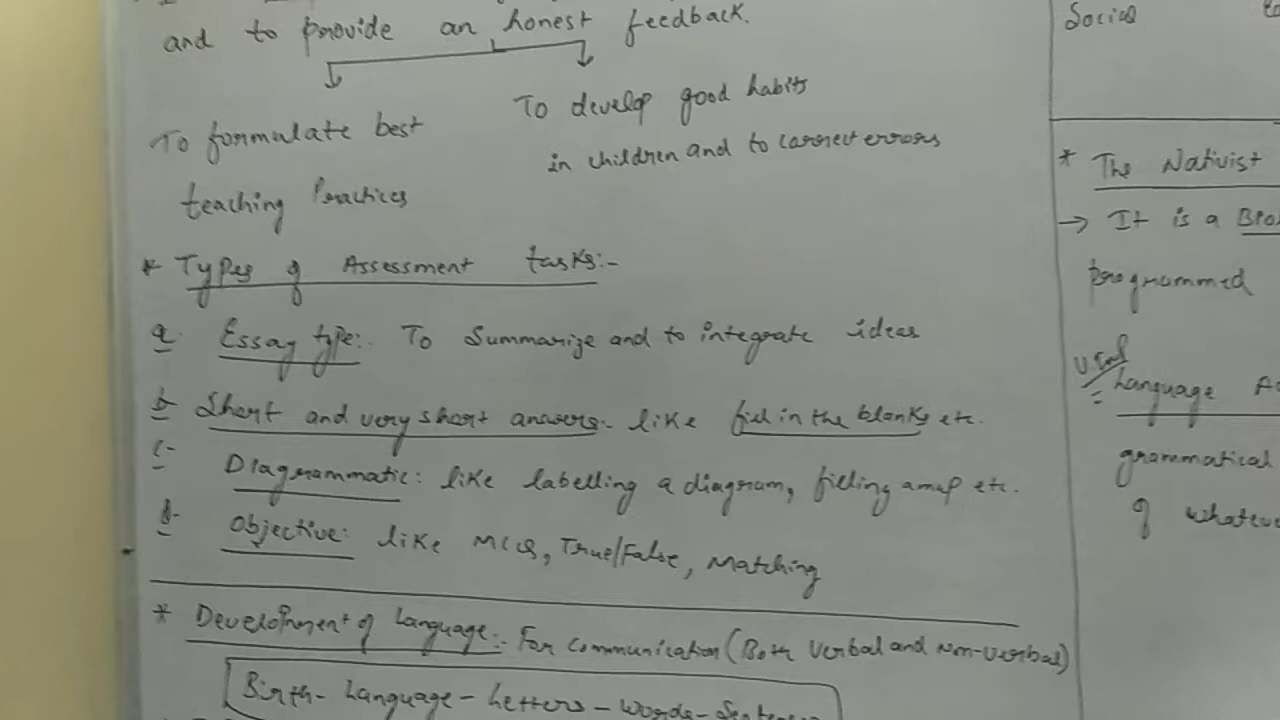 and to provide an honest feedback.
To formulate best
teaching Practices
To develop good habits
in children and to correct errors
* Types of Assessment tasks:-
a. Essay type:- To Summarize and to integrate ideas
b- Short and very short answers:- like fill in the blanks etc.
c- Diagrammatic: like labelling a diagram, filling a map etc.
d- Objective: like MCQs, True/False, Matching
* Development of Language:- For Communication (Both Verbal and Non-verbal)
Birth - Language - Letters - Words -
Social
* The Nativist
→ It is a
programmed
Language
grammatical
of